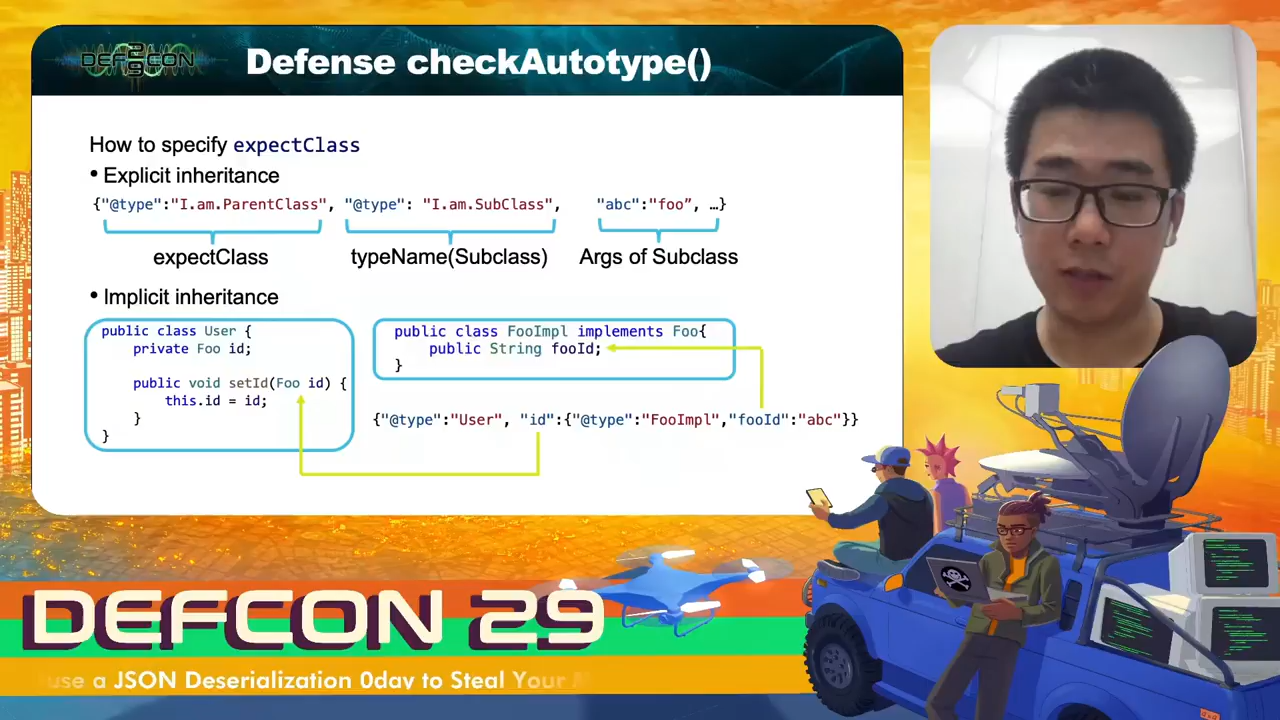 DEFCON
29
Defense checkAutotype()
How to specify expectClass
• Explicit inheritance
{"@type":"I.am.ParentClass", "@type": "I.am.SubClass", "abc":"foo”, …}
expectClass typeName(Subclass) Args of Subclass
• Implicit inheritance
public class User {
private Foo id;
public void setId(Foo id) {
this.id = id;
}
}
public class FooImpl implements Foo{
public String fooId;
}
{"@type":"User", "id":{"@type":"FooImpl","fooId":"abc"}}
DEFCON 29
use a JSON Deserialization 0day to Steal Your